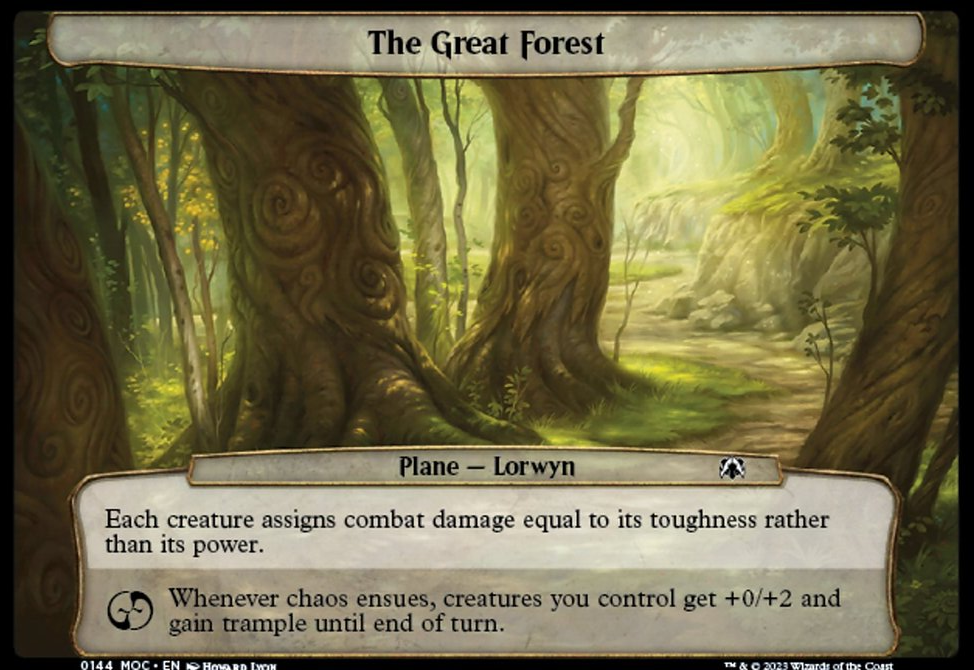 The Great Forest
Plane — Lorwyn
Each creature assigns combat damage equal to its toughness rather
than its power.
Whenever chaos ensues, creatures you control get +0/+2 and
gain trample until end of turn.
0144 MOC • EN Howard Lyon
™ & © 2023 Wizards of the Coast